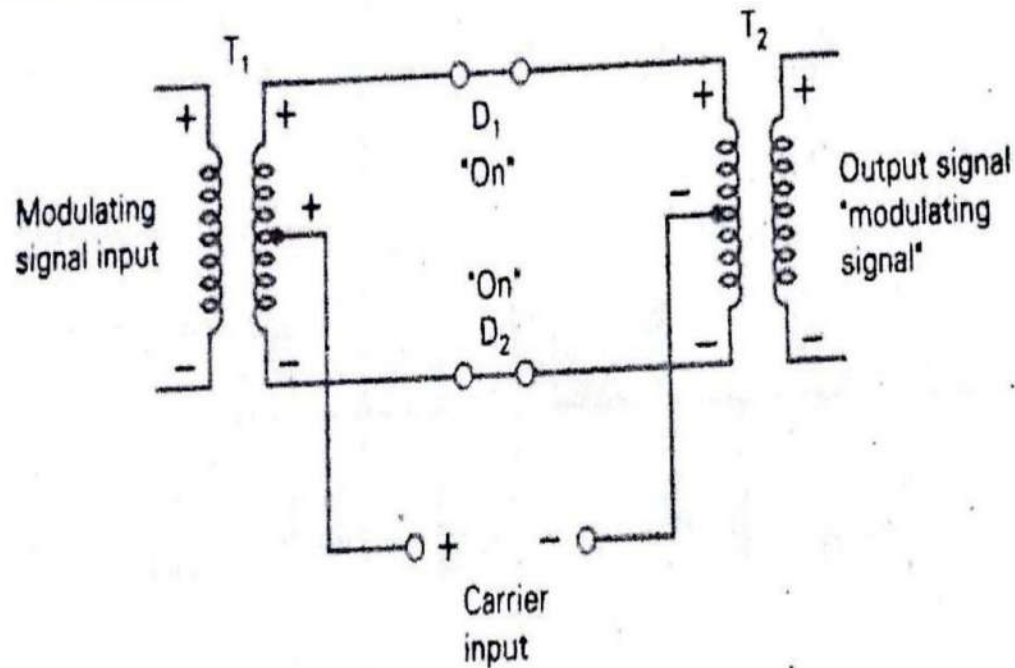 T1
T2
+
+
+
+
D1
"On"
Modulating
signal input
+
-
Output signal
"modulating
signal"
"On"
D2
-
-
-
-
+
-
Carrier
input